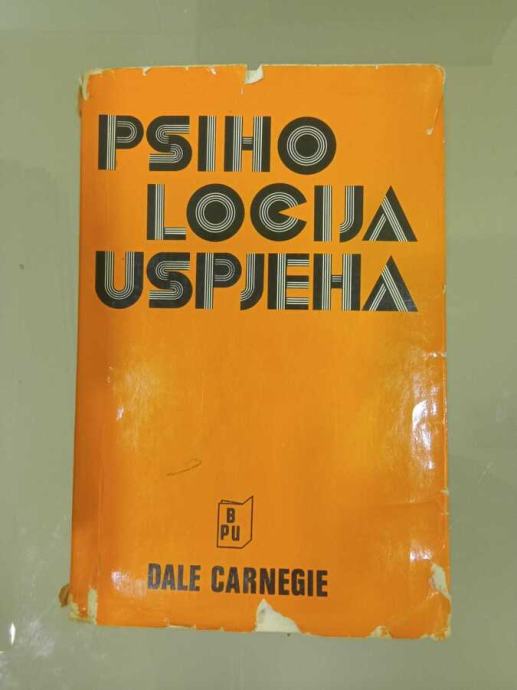 PSIHO
LOGIJA
USPJEHA
B
PU
DALE CARNEGIE